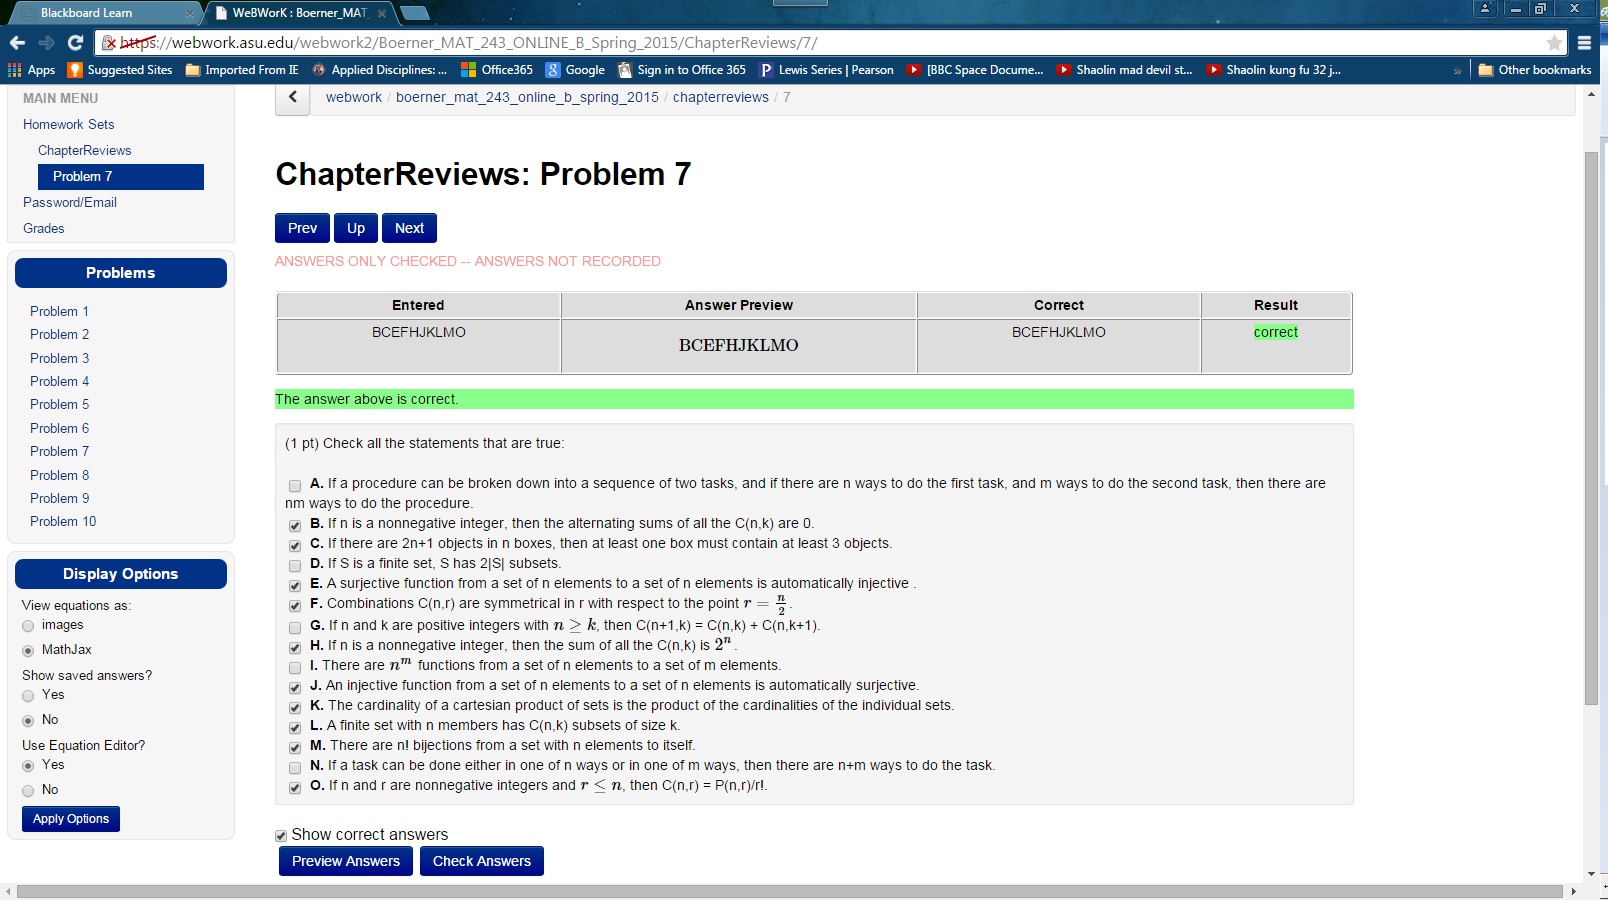 Blackboard Learn
WeBWorK : Boerner_MAT_
https://webwork.asu.edu/webwork2/Boerner_MAT_243_ONLINE_B_Spring_2015/ChapterReviews/7/
Apps Suggested Sites Imported From IE Applied Disciplines: ... Office365 Google Sign in to Office 365 Lewis Series | Pearson [BBC Space Docume... Shaolin mad devil st... Shaolin kung fu 32 j... » Other bookmarks
MAIN MENU
Homework Sets
ChapterReviews
Problem 7
Password/Email
Grades
Problems
Problem 1
Problem 2
Problem 3
Problem 4
Problem 5
Problem 6
Problem 7
Problem 8
Problem 9
Problem 10
Display Options
View equations as:
images
MathJax
Show saved answers?
Yes
No
Use Equation Editor?
Yes
No
Apply Options
webwork / boerner_mat_243_online_b_spring_2015 / chapterreviews / 7
ChapterReviews: Problem 7
Prev Up Next
ANSWERS ONLY CHECKED -- ANSWERS NOT RECORDED
Entered Answer Preview Correct Result
BCEFHJKLMO BCEFHJKLMO BCEFHJKLMO correct
The answer above is correct.
(1 pt) Check all the statements that are true:
A. If a procedure can be broken down into a sequence of two tasks, and if there are n ways to do the first task, and m ways to do the second task, then there are
nm ways to do the procedure.
B. If n is a nonnegative integer, then the alternating sums of all the C(n,k) are 0.
C. If there are 2n+1 objects in n boxes, then at least one box must contain at least 3 objects.
D. If S is a finite set, S has 2|S| subsets.
E. A surjective function from a set of n elements to a set of n elements is automatically injective .
F. Combinations C(n,r) are symmetrical in r with respect to the point r = n/2 .
G. If n and k are positive integers with n ≥ k, then C(n+1,k) = C(n,k) + C(n,k+1).
H. If n is a nonnegative integer, then the sum of all the C(n,k) is 2^n .
I. There are n^m functions from a set of n elements to a set of m elements.
J. An injective function from a set of n elements to a set of n elements is automatically surjective.
K. The cardinality of a cartesian product of sets is the product of the cardinalities of the individual sets.
L. A finite set with n members has C(n,k) subsets of size k.
M. There are n! bijections from a set with n elements to itself.
N. If a task can be done either in one of n ways or in one of m ways, then there are n+m ways to do the task.
O. If n and r are nonnegative integers and r ≤ n, then C(n,r) = P(n,r)/r!.
Show correct answers
Preview Answers Check Answers